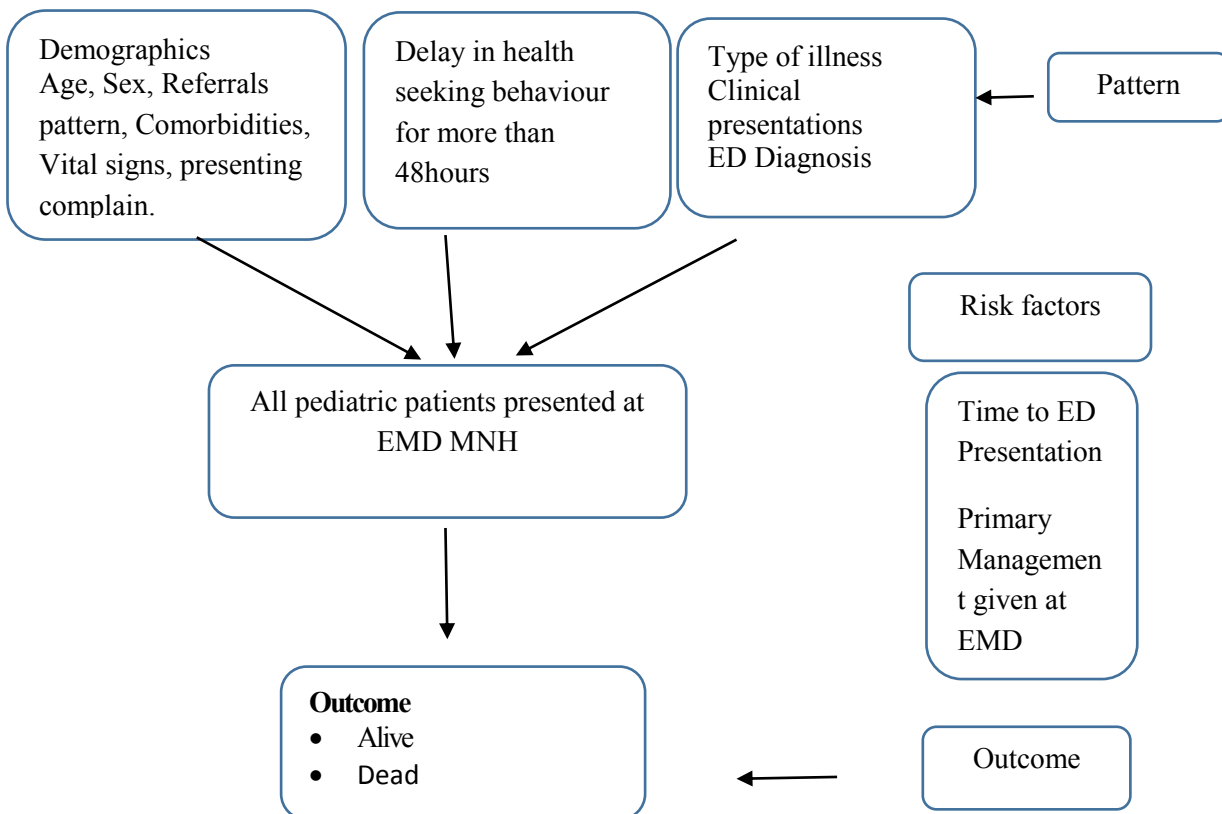 Demographics
Age, Sex, Referrals
pattern, Comorbidities,
Vital signs, presenting
complain.
Delay in health
seeking behaviour
for more than
48hours
Type of illness
Clinical
presentations
ED Diagnosis
Pattern
Risk factors
All pediatric patients presented at
EMD MNH
Time to ED
Presentation
Primary
Managemen
t given at
EMD
Outcome
• Alive
• Dead
Outcome